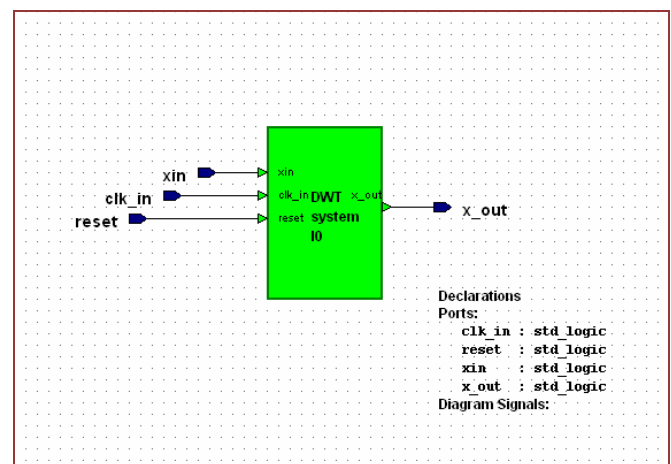 xin
clk_in
reset
xin
clk_in DWT x_out
reset system
I0
x_out
Declarations
Ports:
clk_in : std_logic
reset : std_logic
xin : std_logic
x_out : std_logic
Diagram Signals: